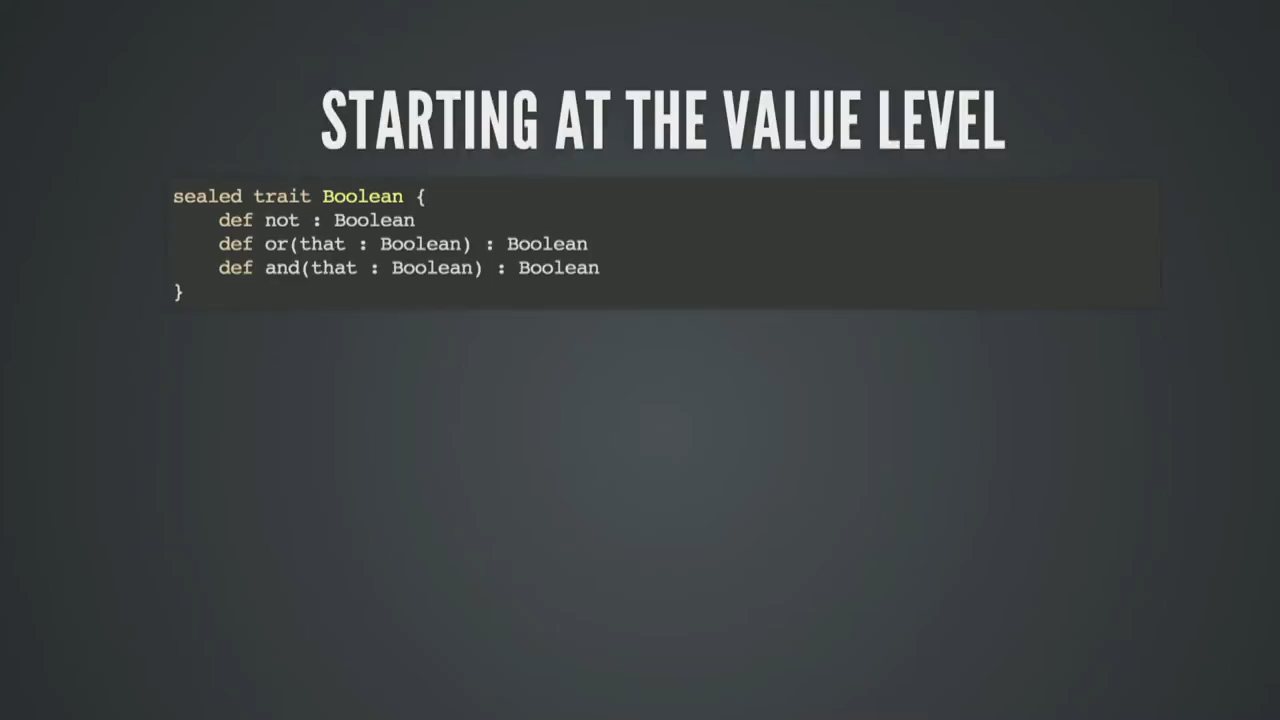 STARTING AT THE VALUE LEVEL
sealed trait Boolean {
    def not : Boolean
    def or(that : Boolean) : Boolean
    def and(that : Boolean) : Boolean
}